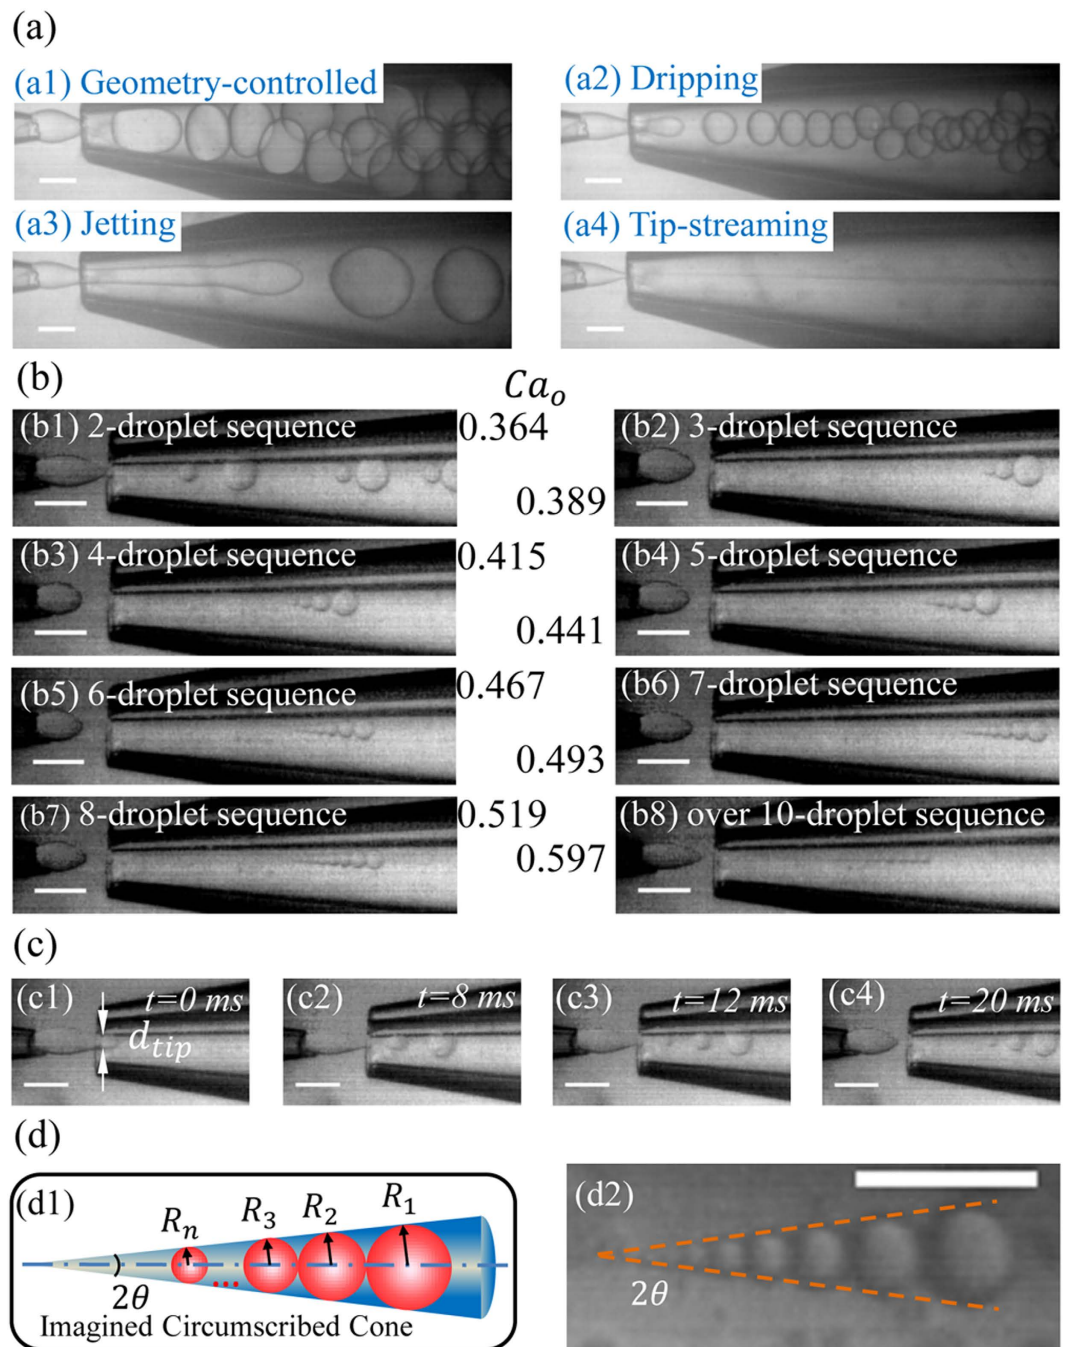 (a)
(a1) Geometry-controlled
(a2) Dripping
(a3) Jetting
(a4) Tip-streaming
(b)
Ca_o
(b1) 2-droplet sequence
0.364
(b2) 3-droplet sequence
0.389
(b3) 4-droplet sequence
0.415
(b4) 5-droplet sequence
0.441
(b5) 6-droplet sequence
0.467
(b6) 7-droplet sequence
0.493
(b7) 8-droplet sequence
0.519
(b8) over 10-droplet sequence
0.597
(c)
(c1)
t=0 ms
d_tip
(c2)
t=8 ms
(c3)
t=12 ms
(c4)
t=20 ms
(d)
(d1)
R_n
R_3
R_2
R_1
...
2θ
Imagined Circumscribed Cone
(d2)
2θ